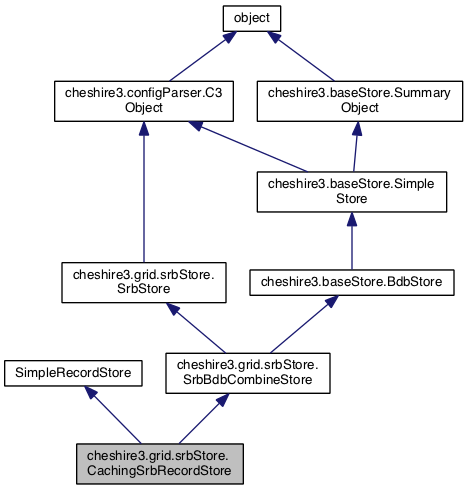 object
cheshire3.configParser.C3
Object
cheshire3.baseStore.Summary
Object
cheshire3.baseStore.Simple
Store
cheshire3.grid.srbStore.
SrbStore
cheshire3.baseStore.BdbStore
SimpleRecordStore
cheshire3.grid.srbStore.
SrbBdbCombineStore
cheshire3.grid.srbStore.
CachingSrbRecordStore